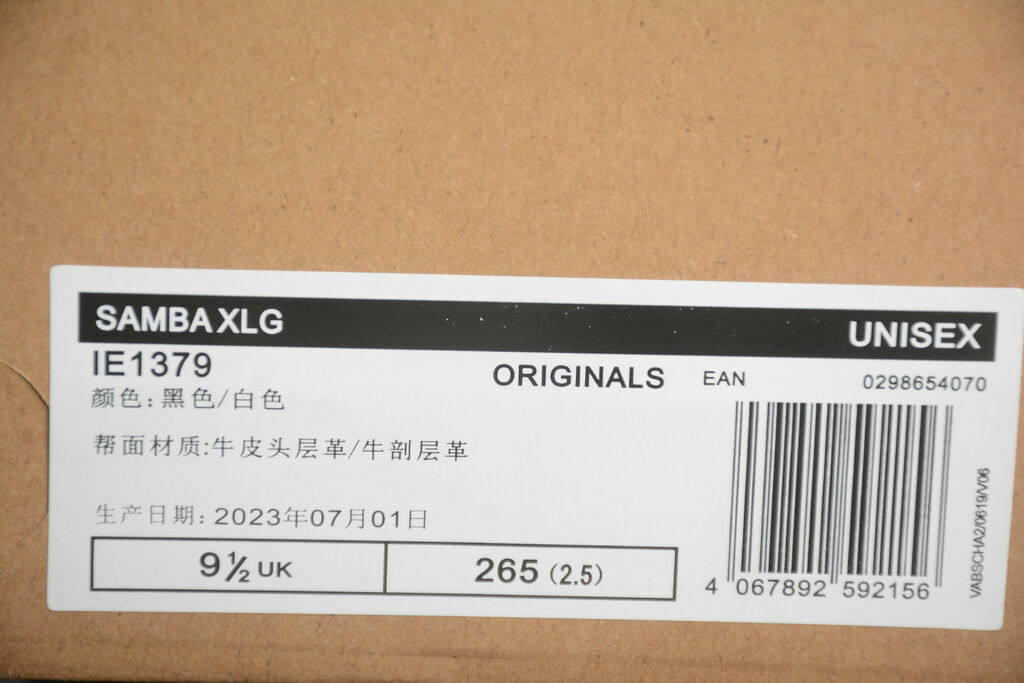 SAMBA XLG UNISEX
IE1379
ORIGINALS EAN 0298654070
颜色:黑色/白色
帮面材质:牛皮头层革/牛剖层革
生产日期:2023年07月01日
9½ UK 265 (2.5)
4 067892 592156
VABSCHA2/0619/V06